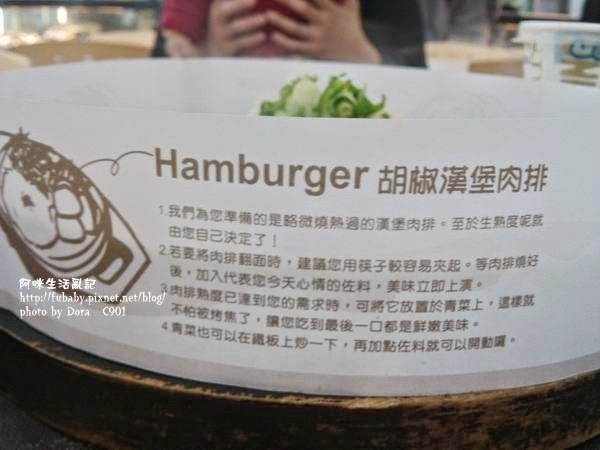 Hamburger 胡椒漢堡肉排
1.我們為您準備的是略微燒熱過的漢堡肉排。至於生熟度呢就
由您自己決定了！
2.若要將肉排翻面時，建議您用筷子較容易夾起。等肉排燒好
後，加入代表您今天心情的佐料，美味立即上演。
3.肉排熟度已達到您的需求時，可將它放置於青菜上，這樣就
不怕被烤焦了，讓您吃到最後一口都是鮮嫩美味。
4.青菜也可以在鐵板上炒一下，再加點佐料就可以開動囉。
阿咪生活亂記
http://fubaby.pixnet.net/blog/
photo by Dora C901